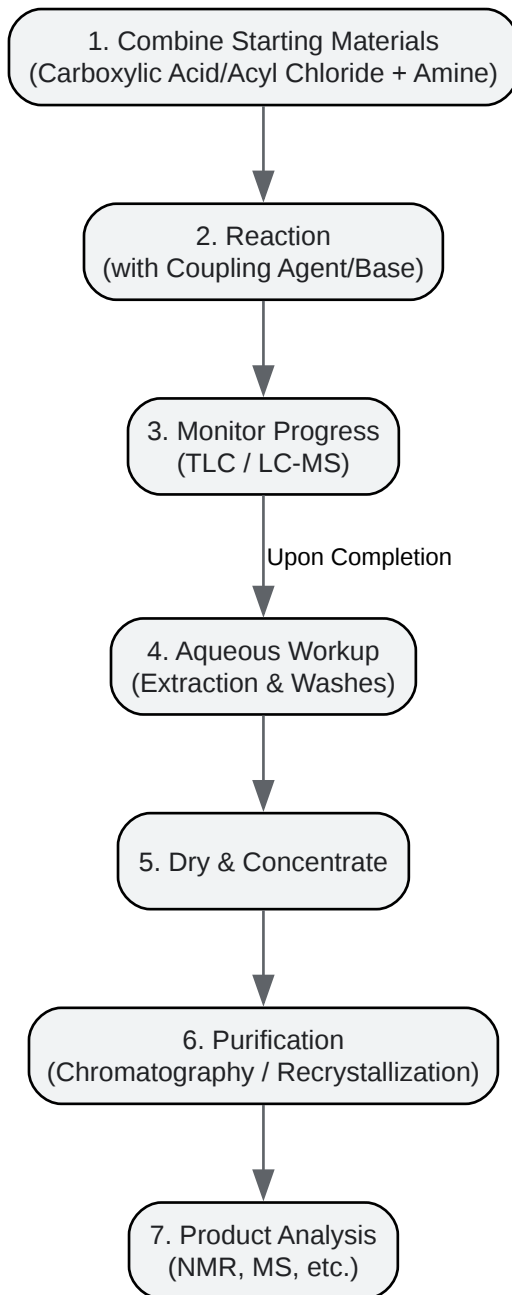 1. Combine Starting Materials
(Carboxylic Acid/Acyl Chloride + Amine)
2. Reaction
(with Coupling Agent/Base)
3. Monitor Progress
(TLC / LC-MS)
Upon Completion
4. Aqueous Workup
(Extraction & Washes)
5. Dry & Concentrate
6. Purification
(Chromatography / Recrystallization)
7. Product Analysis
(NMR, MS, etc.)